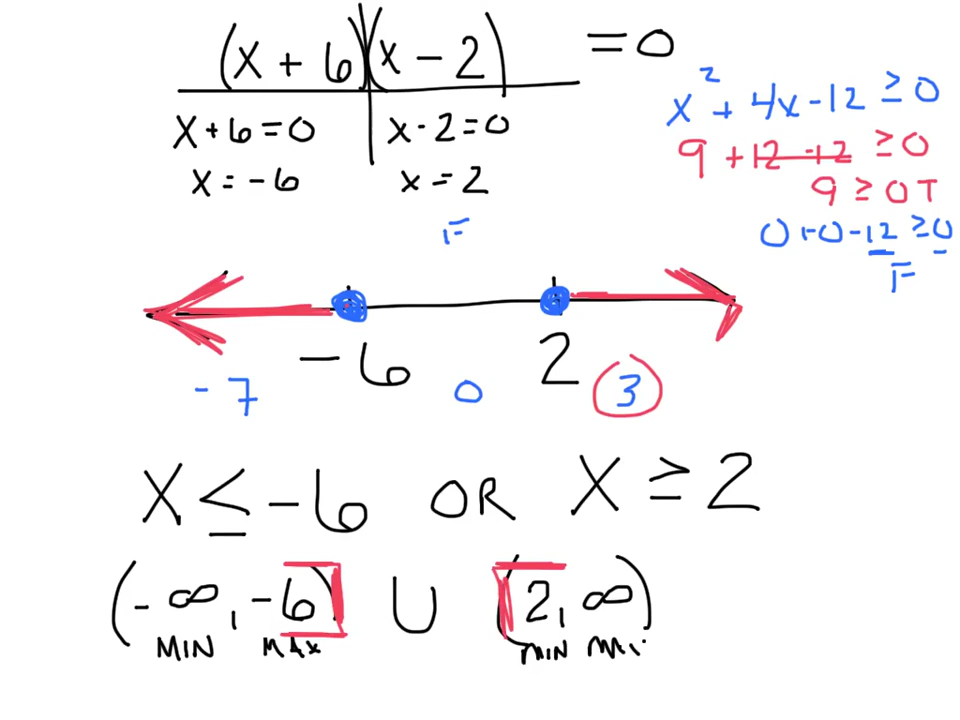 (x + 6)(x - 2) = 0
x² + 4x - 12 ≥ 0
x + 6 = 0 x - 2 = 0
9 + 12 - 12 ≥ 0
x = -6 x = 2
9 ≥ 0 T
0 + 0 - 12 ≥ 0
F
F
-6 2
-7 0 3
x ≤ -6 OR x ≥ 2
(-∞, -6] ∪ [2, ∞)
MIN MAX MIN